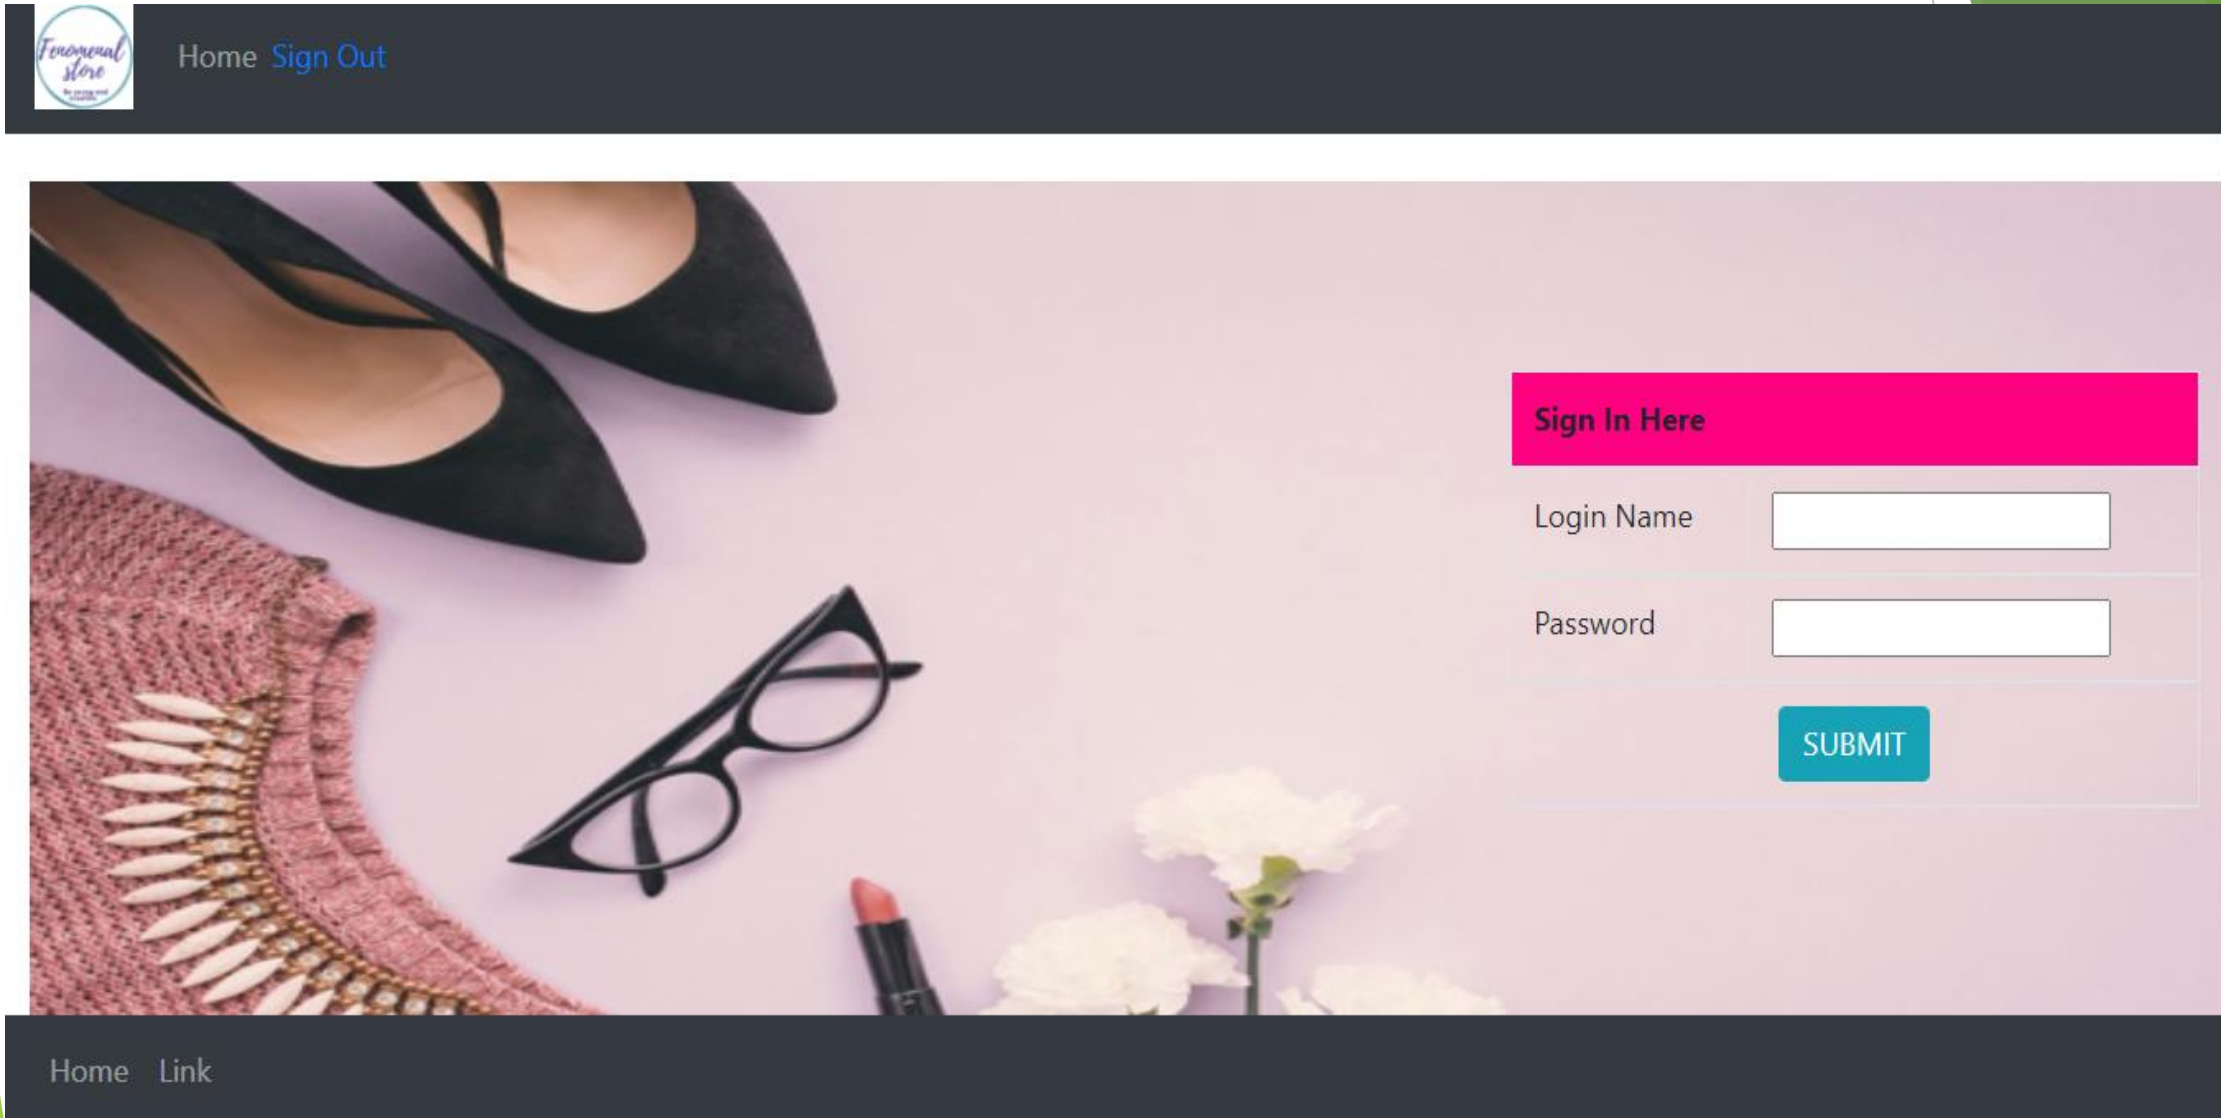 Fenomenal
store
Home Sign Out
Sign In Here
Login Name
Password
SUBMIT
Home Link